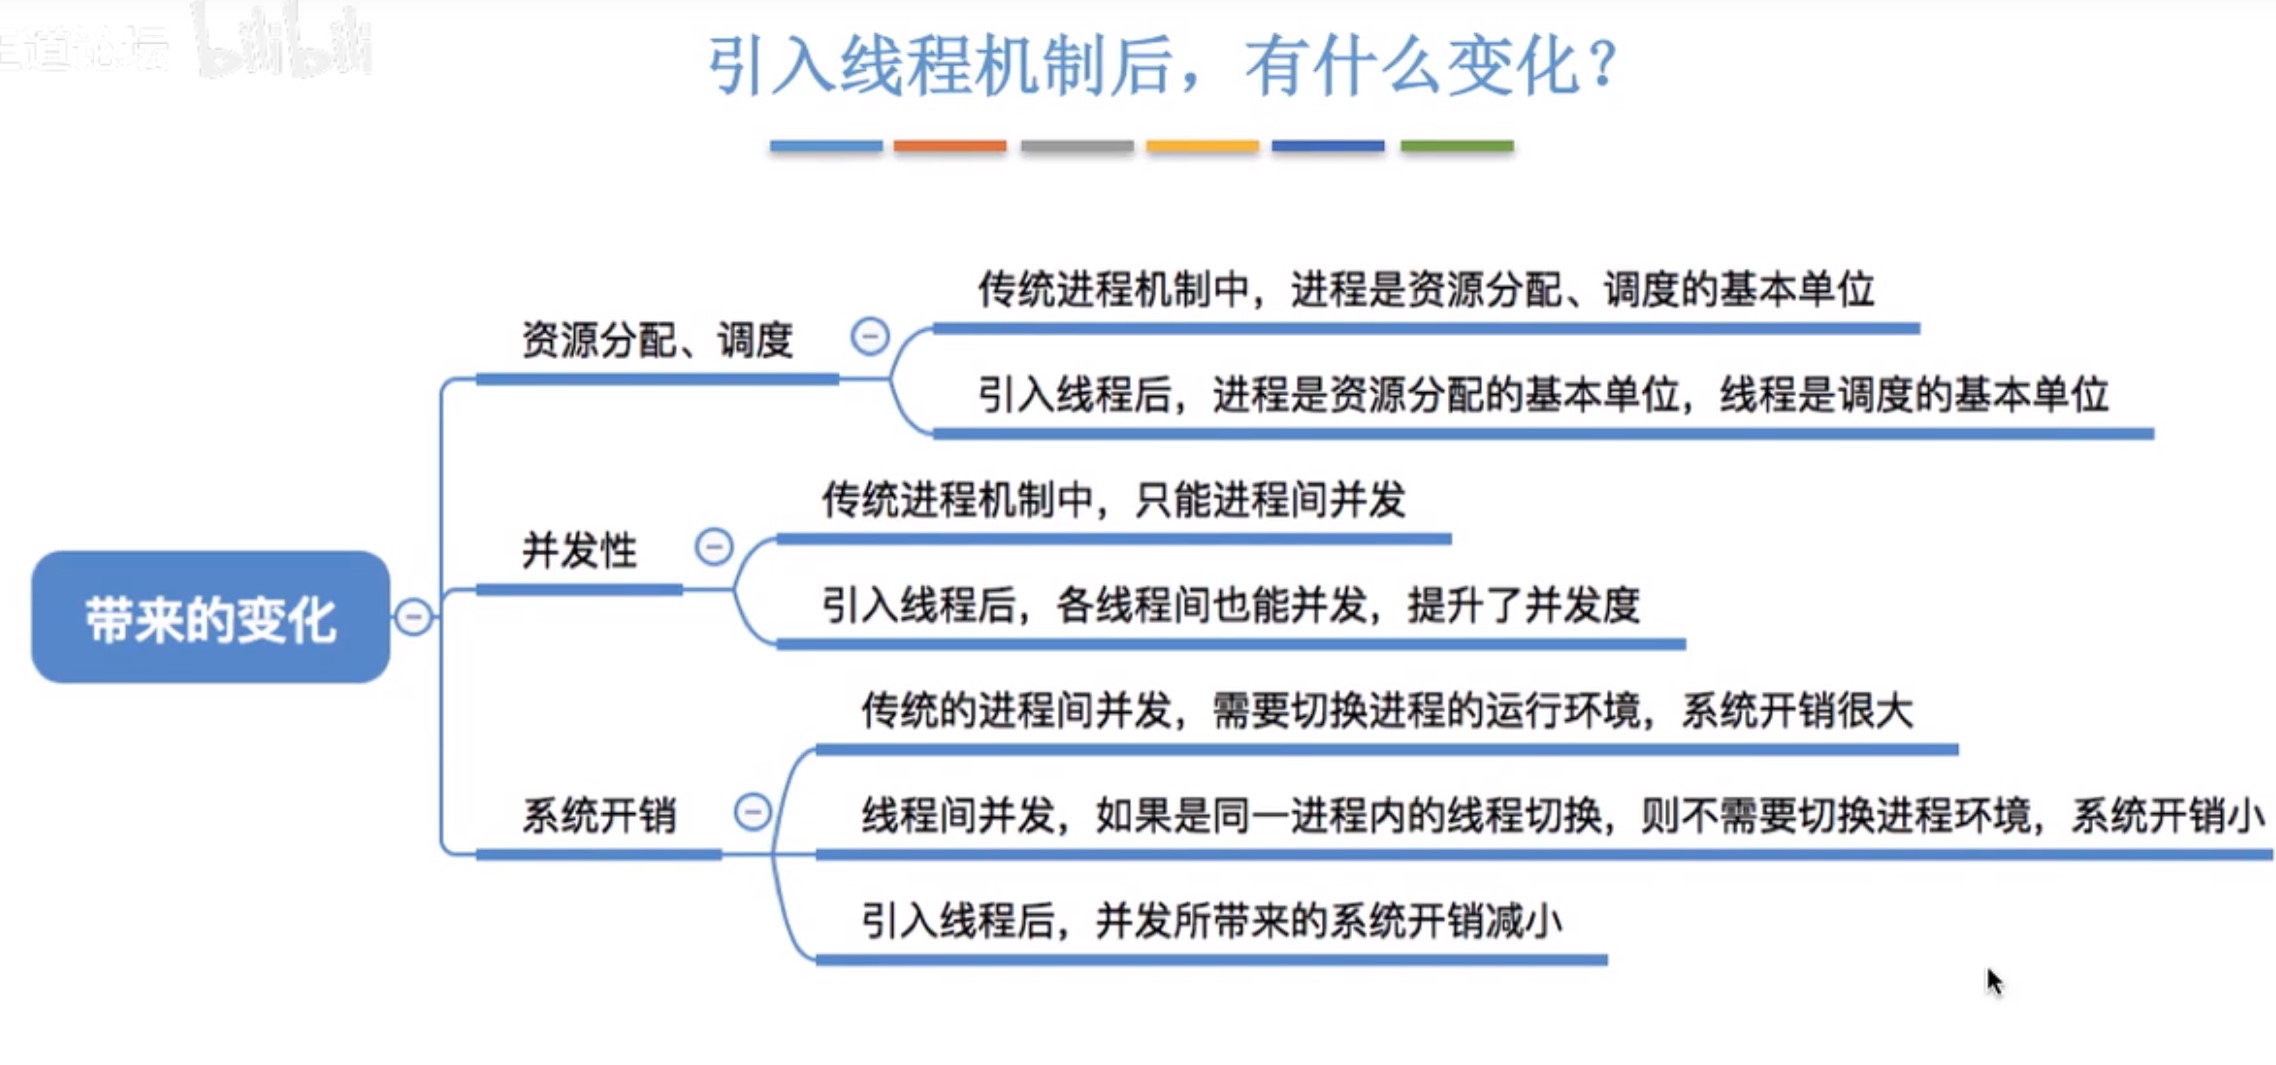 王道论坛 bilibili
引入线程机制后，有什么变化？
带来的变化
资源分配、调度
传统进程机制中，进程是资源分配、调度的基本单位
引入线程后，进程是资源分配的基本单位，线程是调度的基本单位
并发性
传统进程机制中，只能进程间并发
引入线程后，各线程间也能并发，提升了并发度
系统开销
传统的进程间并发，需要切换进程的运行环境，系统开销很大
线程间并发，如果是同一进程内的线程切换，则不需要切换进程环境，系统开销小
引入线程后，并发所带来的系统开销减小